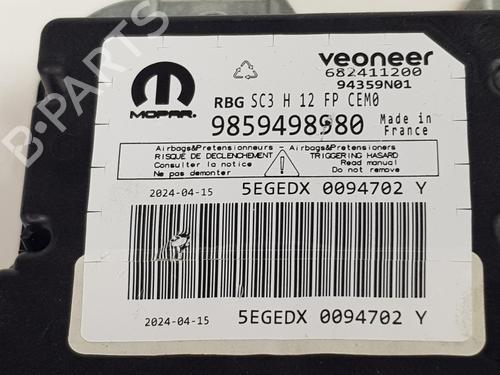 veoneer
682411200
94359N01
MOPAR.
RBG SC3 H 12 FP CEM0
9859498980 Made in France
Airbags&Pretensionneurs - Airbags&Pretensioners
RISQUE DE DECLENCHEMENT TRIGGERING HASARD
Consulter la notice Read manual
Ne pas demonter Do not remove
2024-04-15 5EGEDX 0094702 Y
2024-04-15 5EGEDX 0094702 Y
B-PARTS